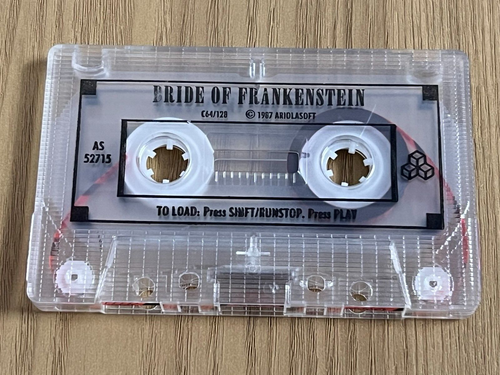 BRIDE OF FRANKENSTEIN
C64/128 © 1987 ARIOLASOFT
AS
52715
TO LOAD: Press SHIFT/RUNSTOP. Press PLAY